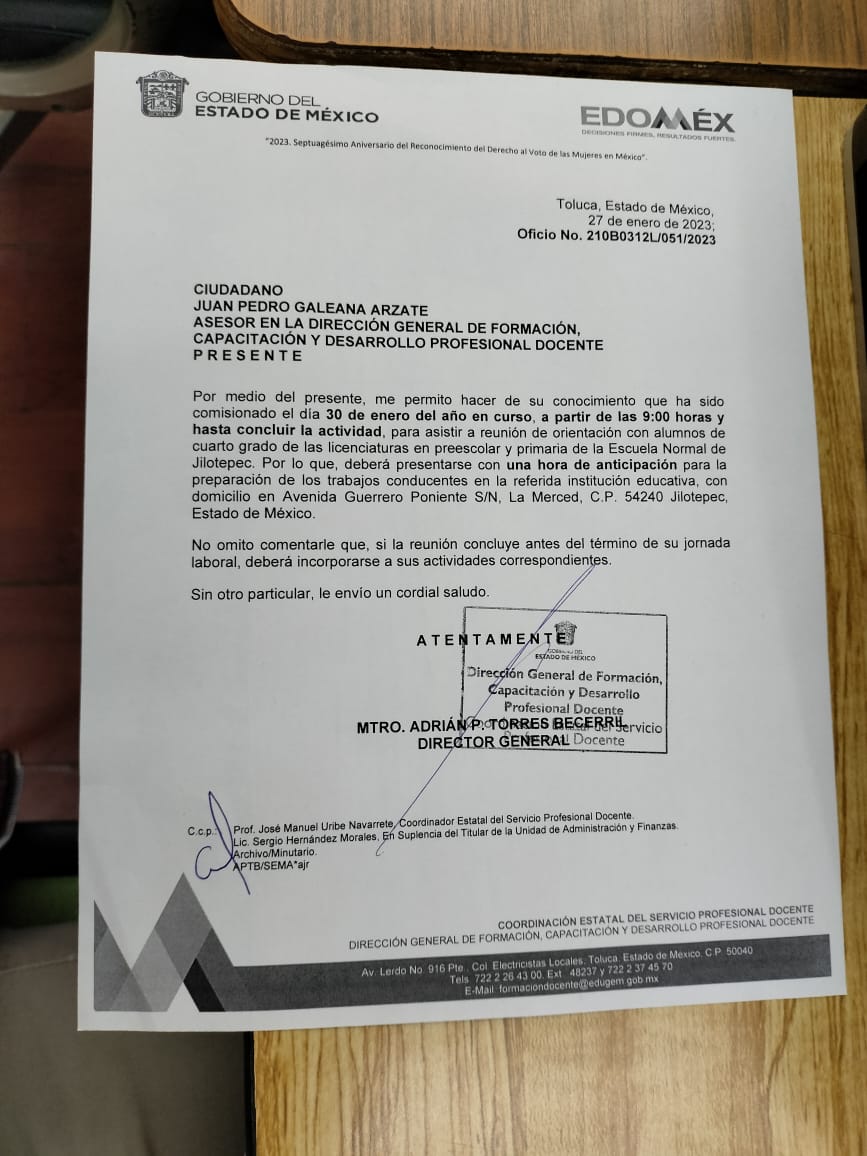 GOBIERNO DEL
ESTADO DE MÉXICO
EDOMÉX
DECISIONES FIRMES, RESULTADOS FUERTES.
"2023. Septuagésimo Aniversario del Reconocimiento del Derecho al Voto de las Mujeres en México".
Toluca, Estado de México,
27 de enero de 2023;
Oficio No. 210B0312L/051/2023
CIUDADANO
JUAN PEDRO GALEANA ARZATE
ASESOR EN LA DIRECCIÓN GENERAL DE FORMACIÓN,
CAPACITACIÓN Y DESARROLLO PROFESIONAL DOCENTE
P R E S E N T E
Por medio del presente, me permito hacer de su conocimiento que ha sido
comisionado el día 30 de enero del año en curso, a partir de las 9:00 horas y
hasta concluir la actividad, para asistir a reunión de orientación con alumnos de
cuarto grado de las licenciaturas en preescolar y primaria de la Escuela Normal de
Jilotepec. Por lo que, deberá presentarse con una hora de anticipación para la
preparación de los trabajos conducentes en la referida institución educativa, con
domicilio en Avenida Guerrero Poniente S/N, La Merced, C.P. 54240 Jilotepec,
Estado de México.
No omito comentarle que, si la reunión concluye antes del término de su jornada
laboral, deberá incorporarse a sus actividades correspondientes.
Sin otro particular, le envío un cordial saludo.
A T E N T A M E N T E
GOBIERNO DEL
ESTADO DE MÉXICO
Dirección General de Formación,
Capacitación y Desarrollo
Profesional Docente
MTRO. ADRIÁN P. TORRES BECERRIL
del Servicio
DIRECTOR GENERAL
Docente
C.c.p.: Prof. José Manuel Uribe Navarrete, Coordinador Estatal del Servicio Profesional Docente.
Lic. Sergio Hernández Morales, En Suplencia del Titular de la Unidad de Administración y Finanzas.
Archivo/Minutario.
APTB/SEMA*ajr
COORDINACIÓN ESTATAL DEL SERVICIO PROFESIONAL DOCENTE
DIRECCIÓN GENERAL DE FORMACIÓN, CAPACITACIÓN Y DESARROLLO PROFESIONAL DOCENTE
Av. Lerdo No. 916 Pte., Col. Electricistas Locales, Toluca, Estado de México, C.P. 50040
Tels. 722 2 26 43 00, Ext. 48237 y 722 2 37 45 70
E-Mail: formaciondocente@edugem.gob.mx